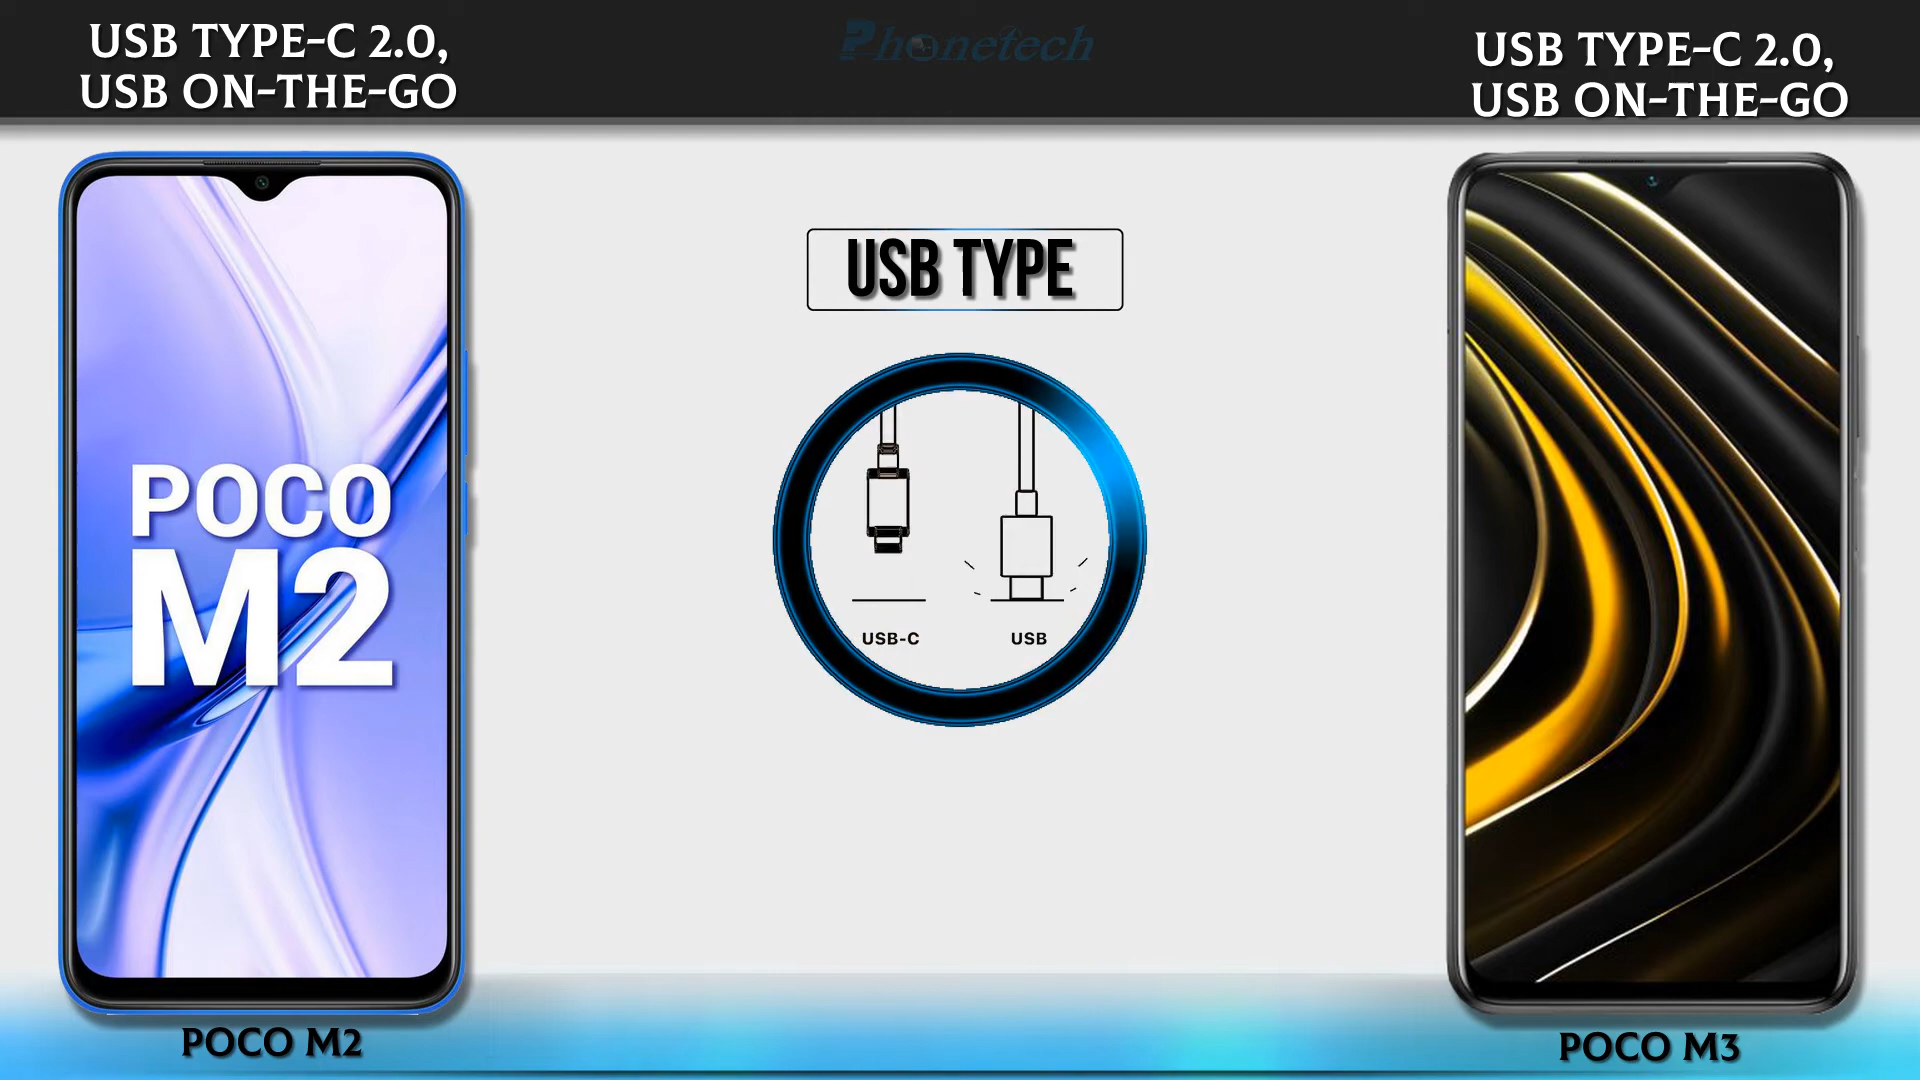 USB TYPE-C 2.0,
USB ON-THE-GO
Phonetech
USB TYPE-C 2.0,
USB ON-THE-GO
USB TYPE
POCO
M2
USB-C
USB
POCO M2
POCO M3